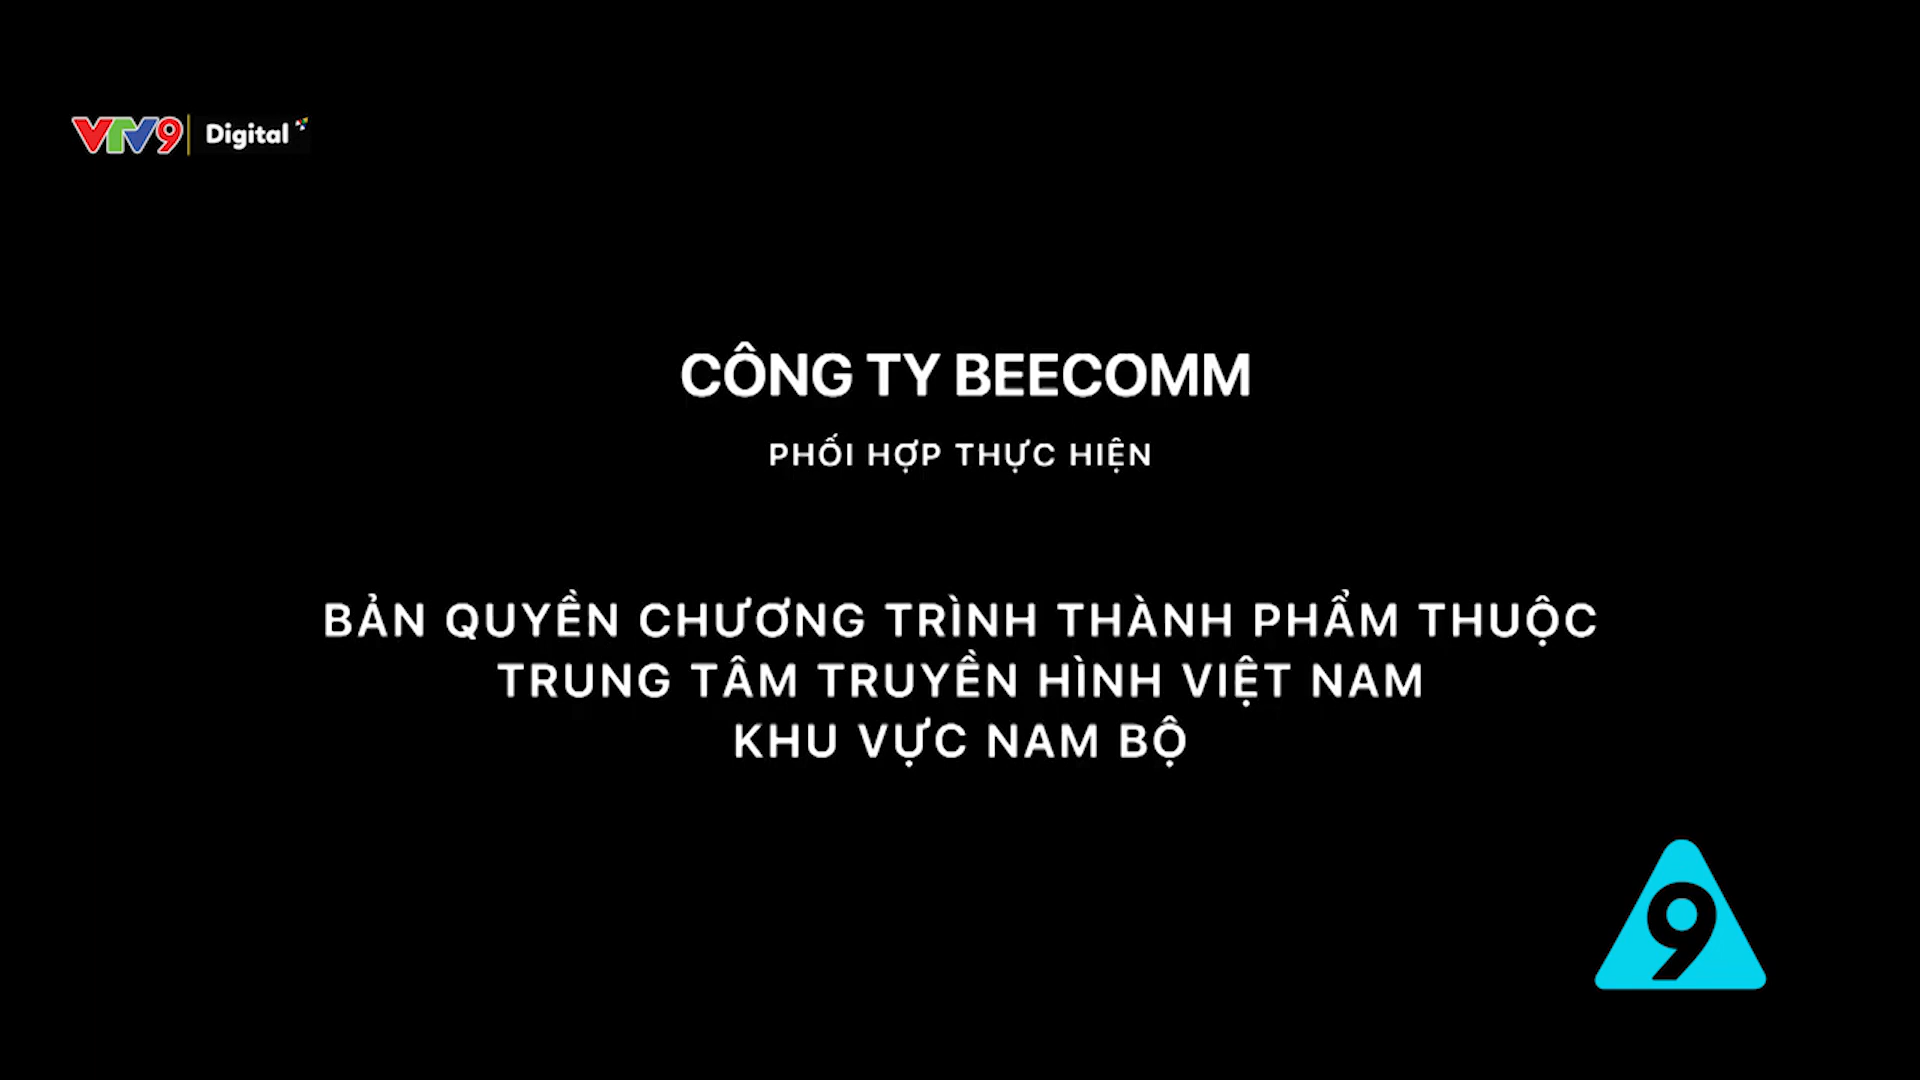 VTV9 Digital
CÔNG TY BEECOMM
PHỐI HỢP THỰC HIỆN
BẢN QUYỀN CHƯƠNG TRÌNH THÀNH PHẨM THUỘC
TRUNG TÂM TRUYỀN HÌNH VIỆT NAM
KHU VỰC NAM BỘ
9